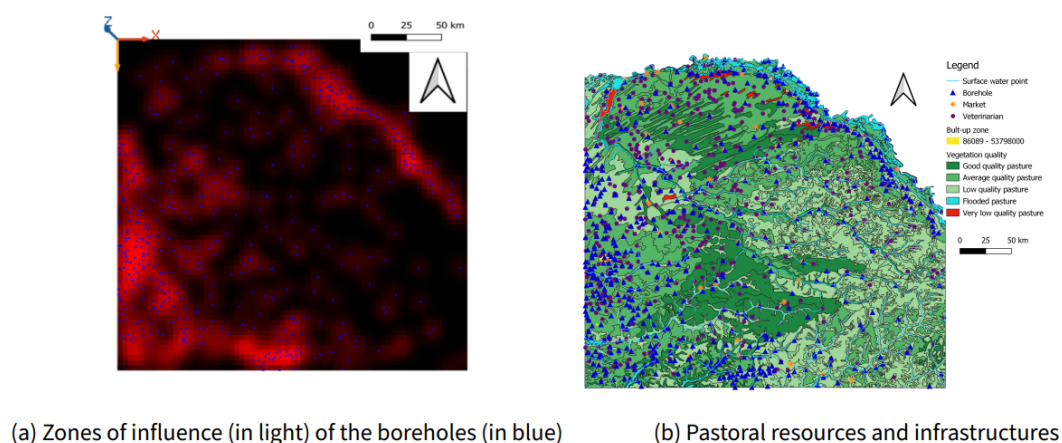 Z
X
0 25 50 km
Legend
Surface water point
Borehole
Market
Veterinarian
Bult-up zone
86089 - 53798000
Vegetation quality
Good quality pasture
Average quality pasture
Low quality pasture
Flooded pasture
Very low quality pasture
0 25 50 km
(a) Zones of influence (in light) of the boreholes (in blue)
(b) Pastoral resources and infrastructures